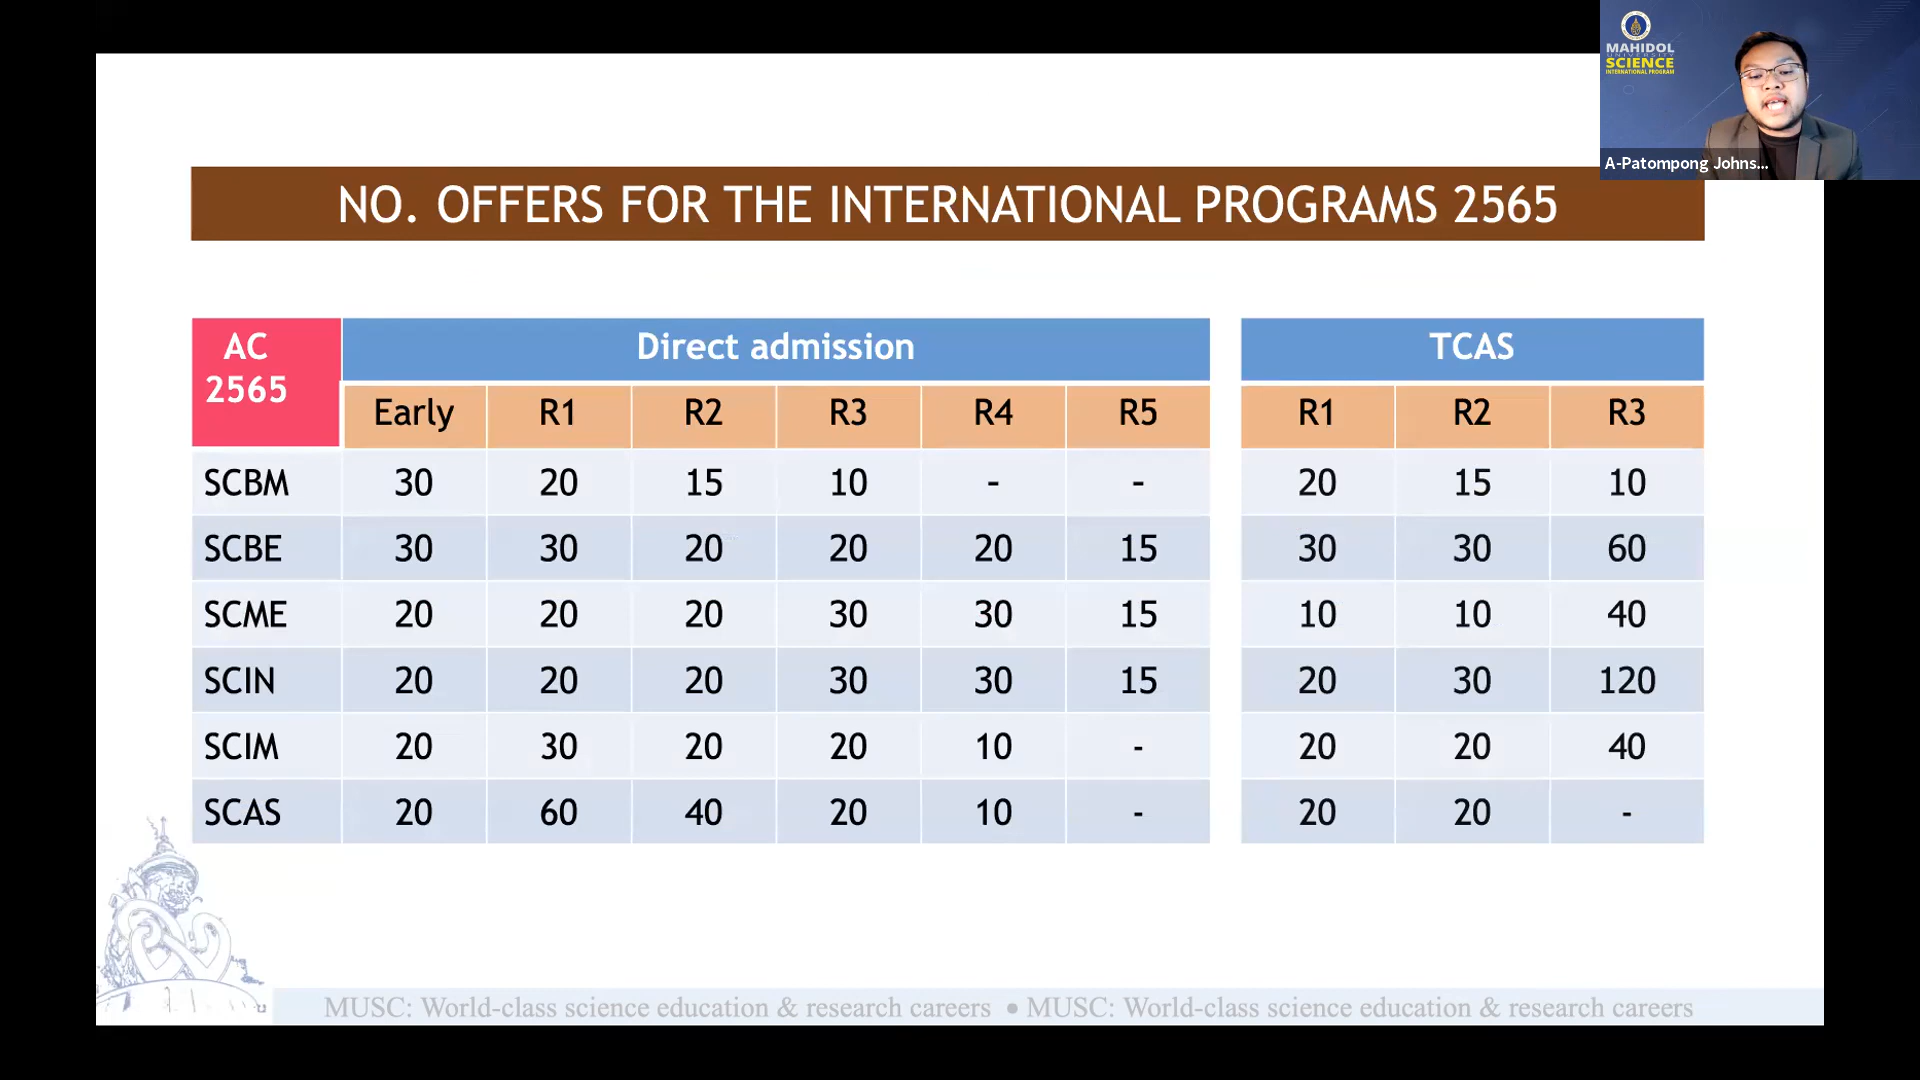 MAHIDOL
UNIVERSITY
SCIENCE
INTERNATIONAL PROGRAM
A-Patompong Johns...
NO. OFFERS FOR THE INTERNATIONAL PROGRAMS 2565
AC 2565 Direct admission TCAS
Early R1 R2 R3 R4 R5 R1 R2 R3
SCBM 30 20 15 10 - - 20 15 10
SCBE 30 30 20 20 20 15 30 30 60
SCME 20 20 20 30 30 15 10 10 40
SCIN 20 20 20 30 30 15 20 30 120
SCIM 20 30 20 20 10 - 20 20 40
SCAS 20 60 40 20 10 - 20 20 -
MUSC: World-class science education & research careers • MUSC: World-class science education & research careers